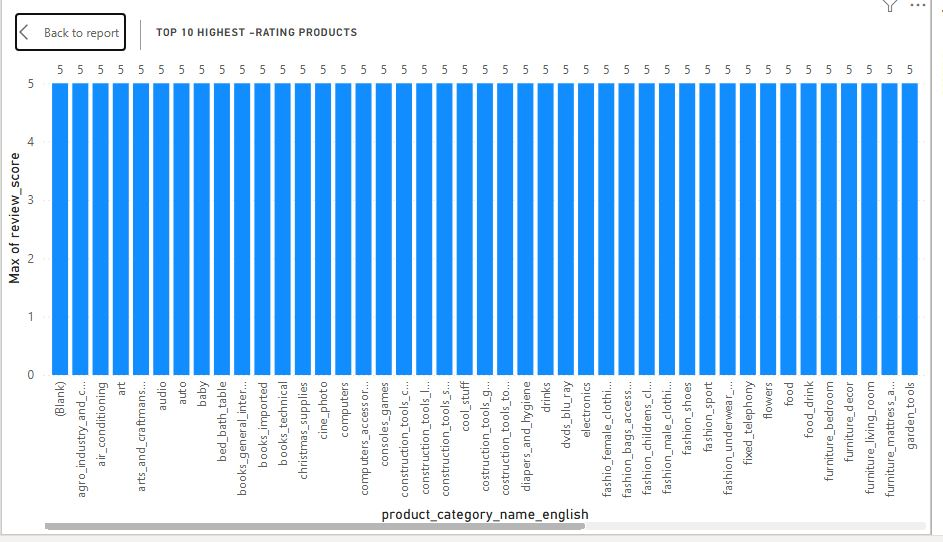 Back to report
TOP 10 HIGHEST -RATING PRODUCTS
5 5 5 5 5 5 5 5 5 5 5 5 5 5 5 5 5 5 5 5 5 5 5 5 5 5 5 5 5 5 5 5 5 5 5 5 5 5 5 5 5 5 5
Max of review_score
5
4
3
2
1
0
(Blank)
agro_industry_and_c...
air_conditioning
art
arts_and_craftmans...
audio
auto
baby
bed_bath_table
books_general_inter...
books_imported
books_technical
christmas_supplies
cine_photo
computers
computers_accessor...
consoles_games
construction_tools_c...
construction_tools_l...
construction_tools_s...
cool_stuff
costruction_tools_g...
costruction_tools_to...
diapers_and_hygiene
drinks
dvds_blu_ray
electronics
fashio_female_clothi...
fashion_bags_access...
fashion_childrens_cl...
fashion_male_clothi...
fashion_shoes
fashion_sport
fashion_underwear_...
fixed_telephony
flowers
food
food_drink
furniture_bedroom
furniture_decor
furniture_living_room
furniture_mattress_a...
garden_tools
product_category_name_english